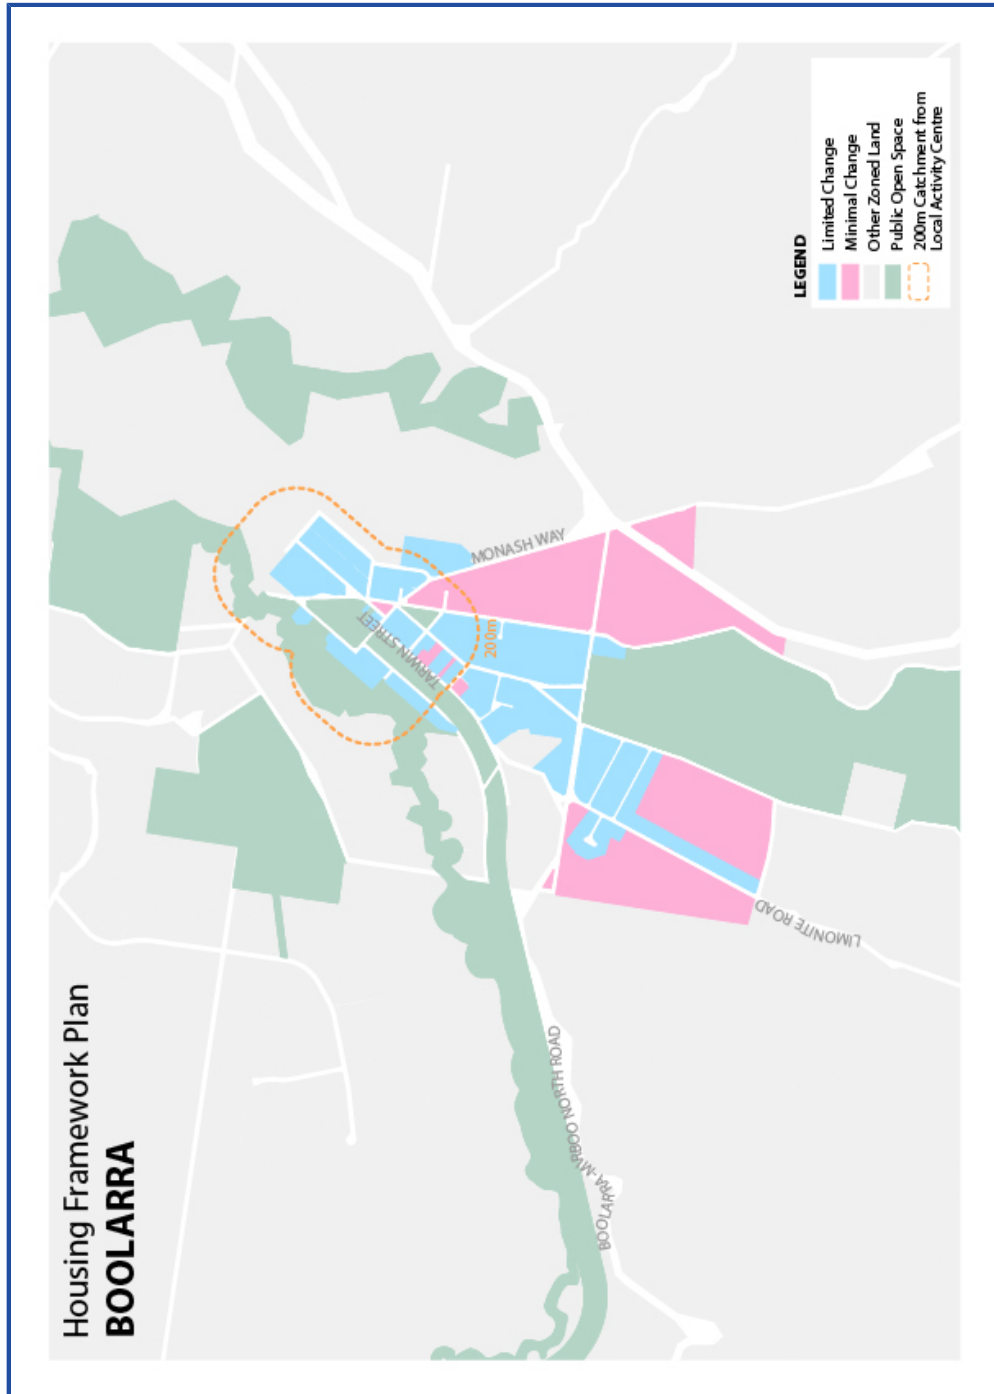 Housing Framework Plan
BOOLARRA
LEGEND
Limited Change
Minimal Change
Other Zoned Land
Public Open Space
200m Catchment from
Local Activity Centre
MONASH WAY
TARWIN STREET
200m
LIMONITE ROAD
BOOLARRA-MIRBOO NORTH ROAD